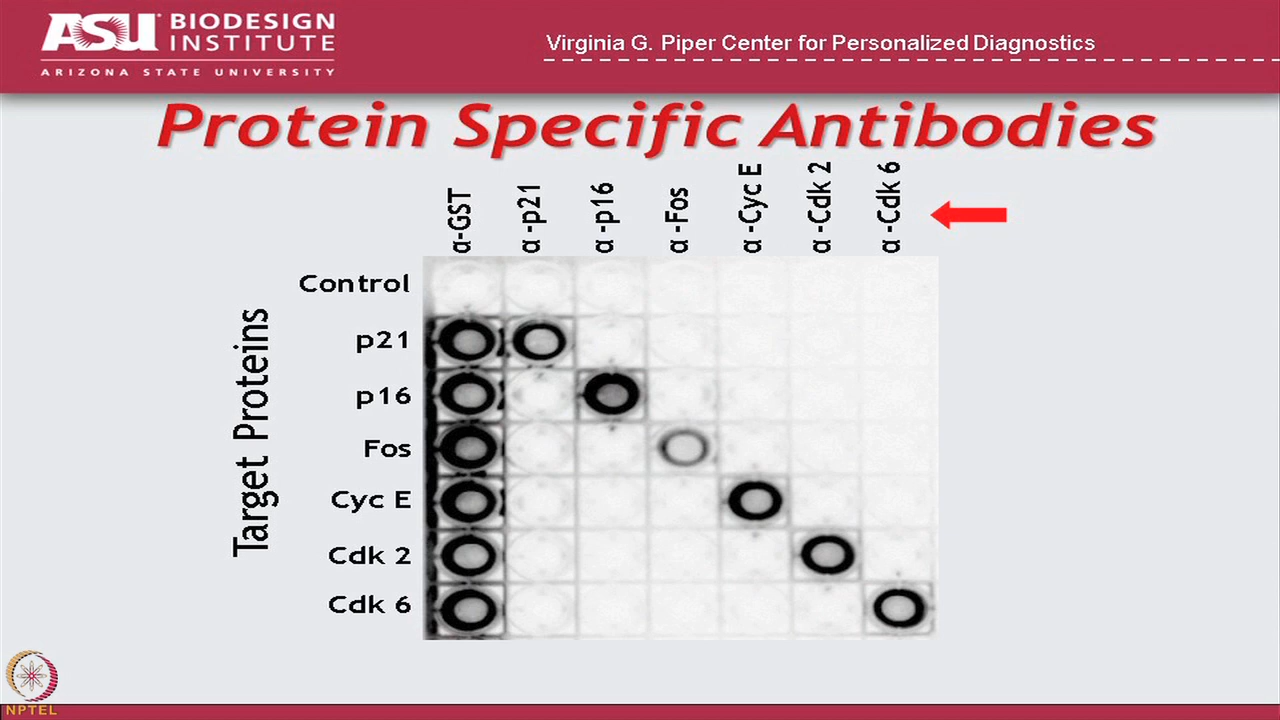 ASU BIODESIGN
INSTITUTE
ARIZONA STATE UNIVERSITY
Virginia G. Piper Center for Personalized Diagnostics
Protein Specific Antibodies
α-GST
α -p21
α -p16
α -Fos
α -Cyc E
α -Cdk 2
α -Cdk 6
Target Proteins
Control
p21
p16
Fos
Cyc E
Cdk 2
Cdk 6
NPTEL